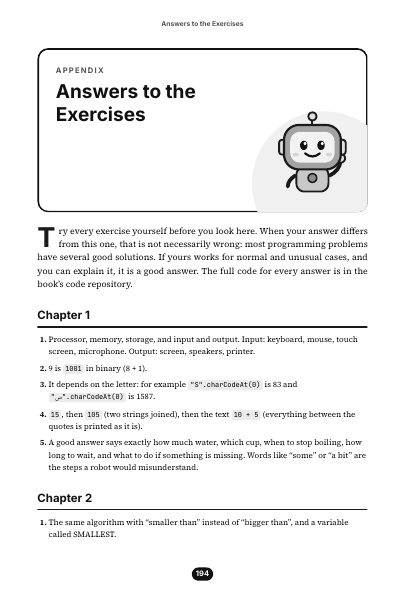 Answers to the Exercises
APPENDIX
Answers to the
Exercises
Try every exercise yourself before you look here. When your answer differs
from this one, that is not necessarily wrong: most programming problems
have several good solutions. If yours works for normal and unusual cases, and
you can explain it, it is a good answer. The full code for every answer is in the
book's code repository.
Chapter 1
1. Processor, memory, storage, and input and output. Input: keyboard, mouse, touch
screen, microphone. Output: screen, speakers, printer.
2. 9 is 1001 in binary (8 + 1).
3. It depends on the letter: for example "S".charCodeAt(0) is 83 and
.charCodeAt(0) is 1587.
4. 15, then 105 (two strings joined), then the text 10 + 5 (everything between the
quotes is printed as it is).
5. A good answer says exactly how much water, which cup, when to stop boiling, how
long to wait, and what to do if something is missing. Words like “some” or “a bit” are
the steps a robot would misunderstand.
Chapter 2
1. The same algorithm with “smaller than” instead of “bigger than”, and a variable
called SMALLEST.
194